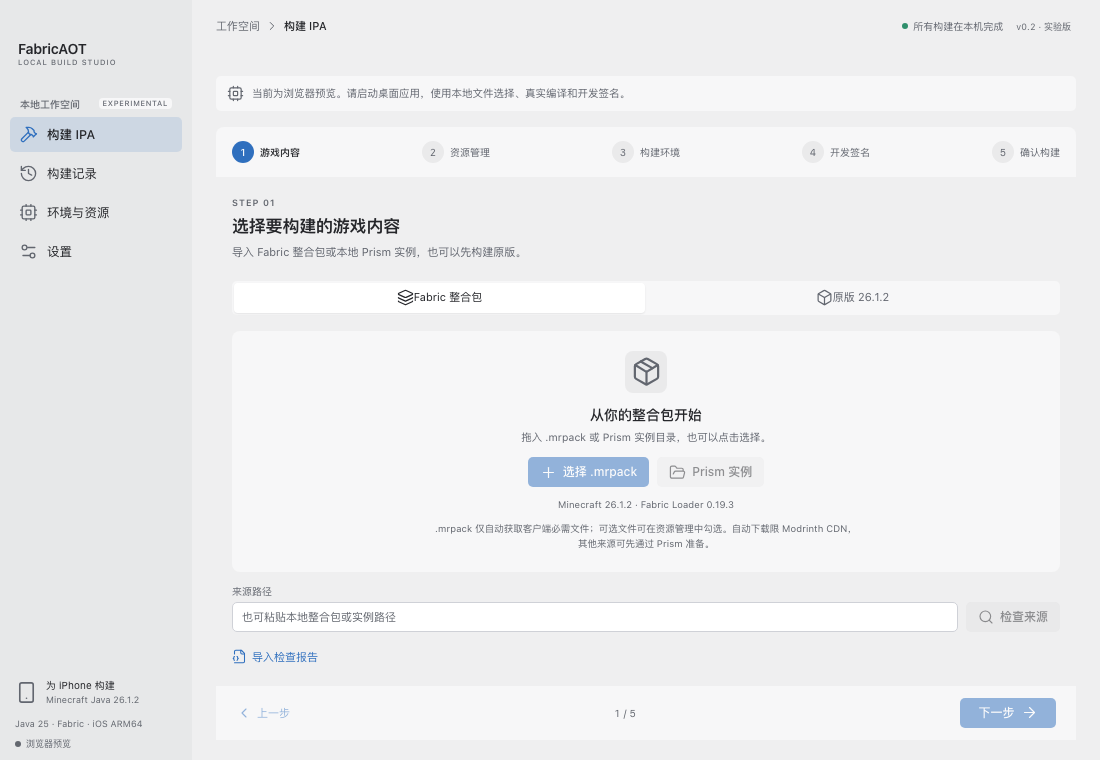 FabricAOT
LOCAL BUILD STUDIO
本地工作空间 EXPERIMENTAL
构建 IPA
构建记录
环境与资源
设置
为 iPhone 构建
Minecraft Java 26.1.2
Java 25 · Fabric · iOS ARM64
浏览器预览
工作空间 > 构建 IPA
所有构建在本机完成 v0.2 · 实验版
当前为浏览器预览。请启动桌面应用，使用本地文件选择、真实编译和开发签名。
1 游戏内容 2 资源管理 3 构建环境 4 开发签名 5 确认构建
STEP 01
选择要构建的游戏内容
导入 Fabric 整合包或本地 Prism 实例，也可以先构建原版。
Fabric 整合包 原版 26.1.2
从你的整合包开始
拖入 .mrpack 或 Prism 实例目录，也可以点击选择。
选择 .mrpack Prism 实例
Minecraft 26.1.2 · Fabric Loader 0.19.3
.mrpack 仅自动获取客户端必需文件；可选文件可在资源管理中勾选。自动下载限 Modrinth CDN，
其他来源可先通过 Prism 准备。
来源路径
也可粘贴本地整合包或实例路径 检查来源
导入检查报告
上一步 1 / 5 下一步